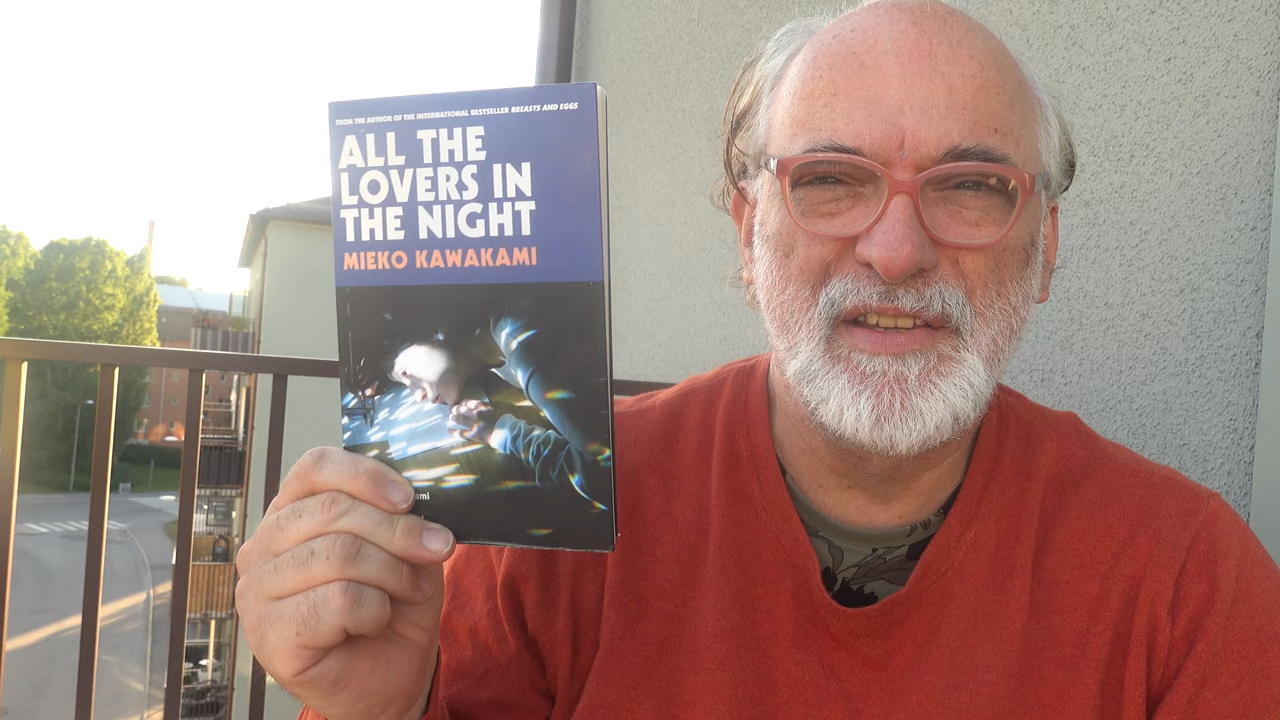 FROM THE AUTHOR OF THE INTERNATIONAL BESTSELLER BREASTS AND EGGS
ALL THE
LOVERS IN
THE NIGHT
MIEKO KAWAKAMI